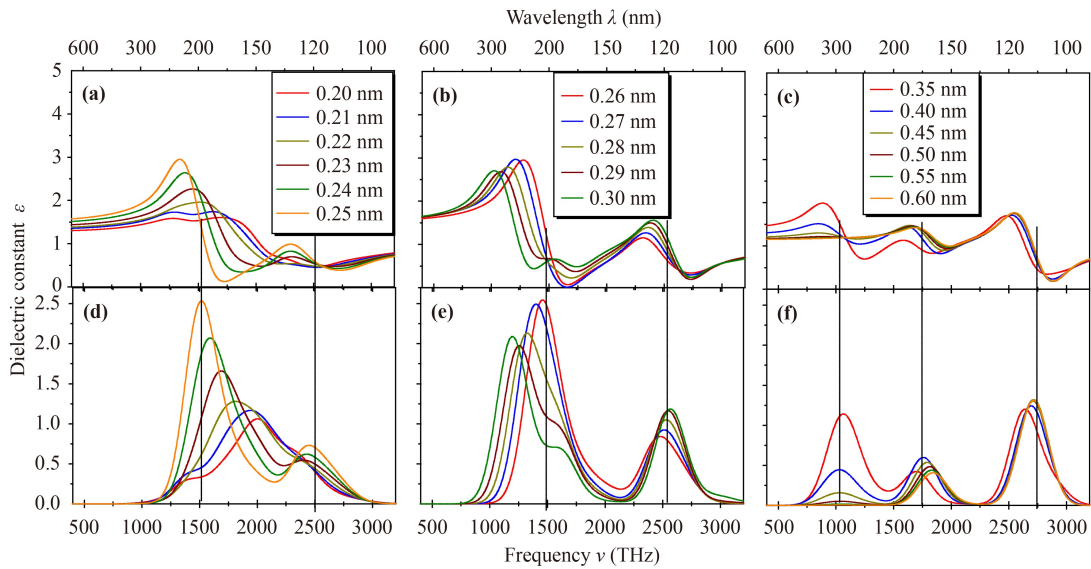 Wavelength λ (nm)
600 300 200 150 120 100
600 300 200 150 120 100
600 300 200 150 120 100
5
4
3
2
1
0
(a)
0.20 nm
0.21 nm
0.22 nm
0.23 nm
0.24 nm
0.25 nm
(b)
0.26 nm
0.27 nm
0.28 nm
0.29 nm
0.30 nm
(c)
0.35 nm
0.40 nm
0.45 nm
0.50 nm
0.55 nm
0.60 nm
Dielectric constant ε
2.5
2.0
1.5
1.0
0.5
0.0
(d)
(e)
(f)
500 1000 1500 2000 2500 3000
500 1000 1500 2000 2500 3000
500 1000 1500 2000 2500 3000
Frequency ν (THz)